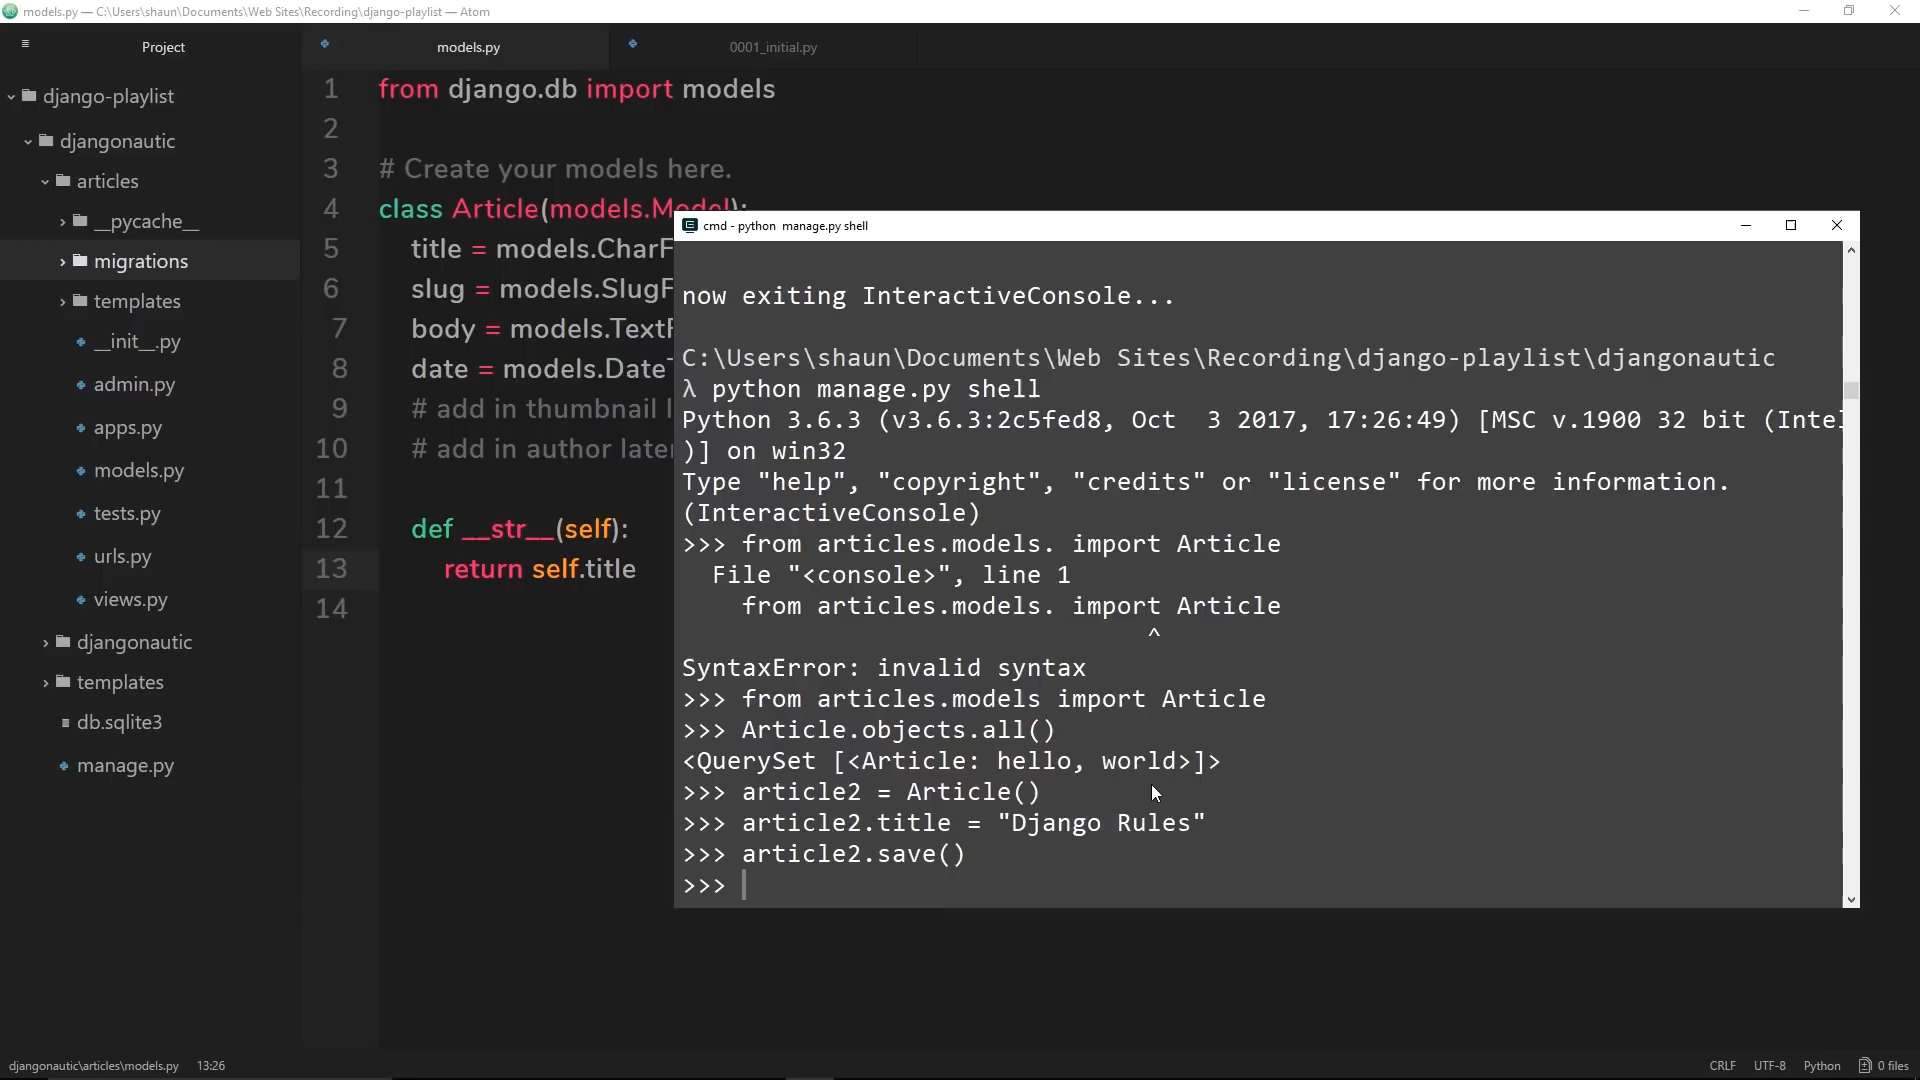 models.py — C:\Users\shaun\Documents\Web Sites\Recording\django-playlist — Atom
Project
models.py
0001_initial.py
django-playlist
djangonautic
articles
__pycache__
migrations
templates
__init__.py
admin.py
apps.py
models.py
tests.py
urls.py
views.py
djangonautic
templates
db.sqlite3
manage.py
1 from django.db import models
2
3 # Create your models here.
4 class Article(models.Model):
5 title = models.CharF
6 slug = models.SlugF
7 body = models.TextF
8 date = models.DateT
9 # add in thumbnail l
10 # add in author later
11
12 def __str__(self):
13 return self.title
14
cmd - python manage.py shell
now exiting InteractiveConsole...
C:\Users\shaun\Documents\Web Sites\Recording\django-playlist\djangonautic
λ python manage.py shell
Python 3.6.3 (v3.6.3:2c5fed8, Oct  3 2017, 17:26:49) [MSC v.1900 32 bit (Intel
)] on win32
Type "help", "copyright", "credits" or "license" for more information.
(InteractiveConsole)
>>> from articles.models. import Article
File "<console>", line 1
from articles.models. import Article
^
SyntaxError: invalid syntax
>>> from articles.models import Article
>>> Article.objects.all()
<QuerySet [<Article: hello, world>]>
>>> article2 = Article()
>>> article2.title = "Django Rules"
>>> article2.save()
>>>
djangonautic\articles\models.py 13:26
CRLF UTF-8 Python 0 files